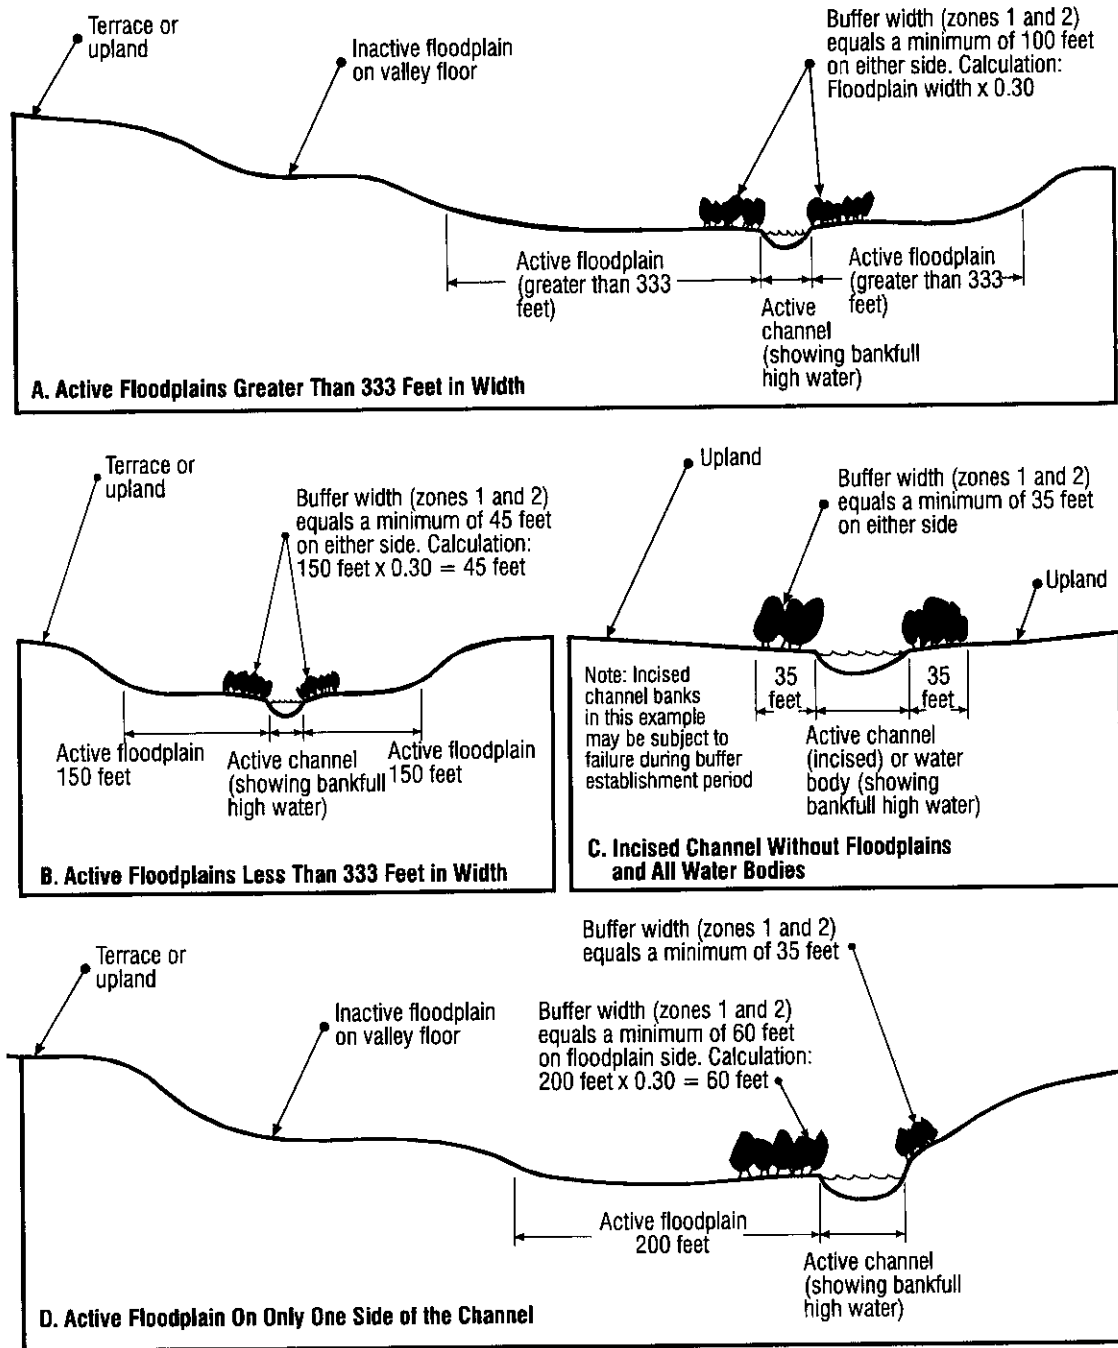 Terrace or
upland
Inactive floodplain
on valley floor
Buffer width (zones 1 and 2)
equals a minimum of 100 feet
on either side. Calculation:
Floodplain width x 0.30
Active floodplain
(greater than 333
feet)
Active
channel
(showing bankfull
high water)
Active floodplain
(greater than 333
feet)
A. Active Floodplains Greater Than 333 Feet in Width
Terrace or
upland
Buffer width (zones 1 and 2)
equals a minimum of 45 feet
on either side. Calculation:
150 feet x 0.30 = 45 feet
Active floodplain
150 feet
Active channel
(showing bankfull
high water)
Active floodplain
150 feet
B. Active Floodplains Less Than 333 Feet in Width
Upland
Buffer width (zones 1 and 2)
equals a minimum of 35 feet
on either side
Upland
Note: Incised
channel banks
in this example
may be subject to
failure during buffer
establishment period
35
feet
35
feet
Active channel
(incised) or water
body (showing
bankfull high water)
C. Incised Channel Without Floodplains
and All Water Bodies
Terrace or
upland
Inactive floodplain
on valley floor
Buffer width (zones 1 and 2)
equals a minimum of 35 feet
Buffer width (zones 1 and 2)
equals a minimum of 60 feet
on floodplain side. Calculation:
200 feet x 0.30 = 60 feet
Active floodplain
200 feet
Active channel
(showing bankfull
high water)
D. Active Floodplain On Only One Side of the Channel